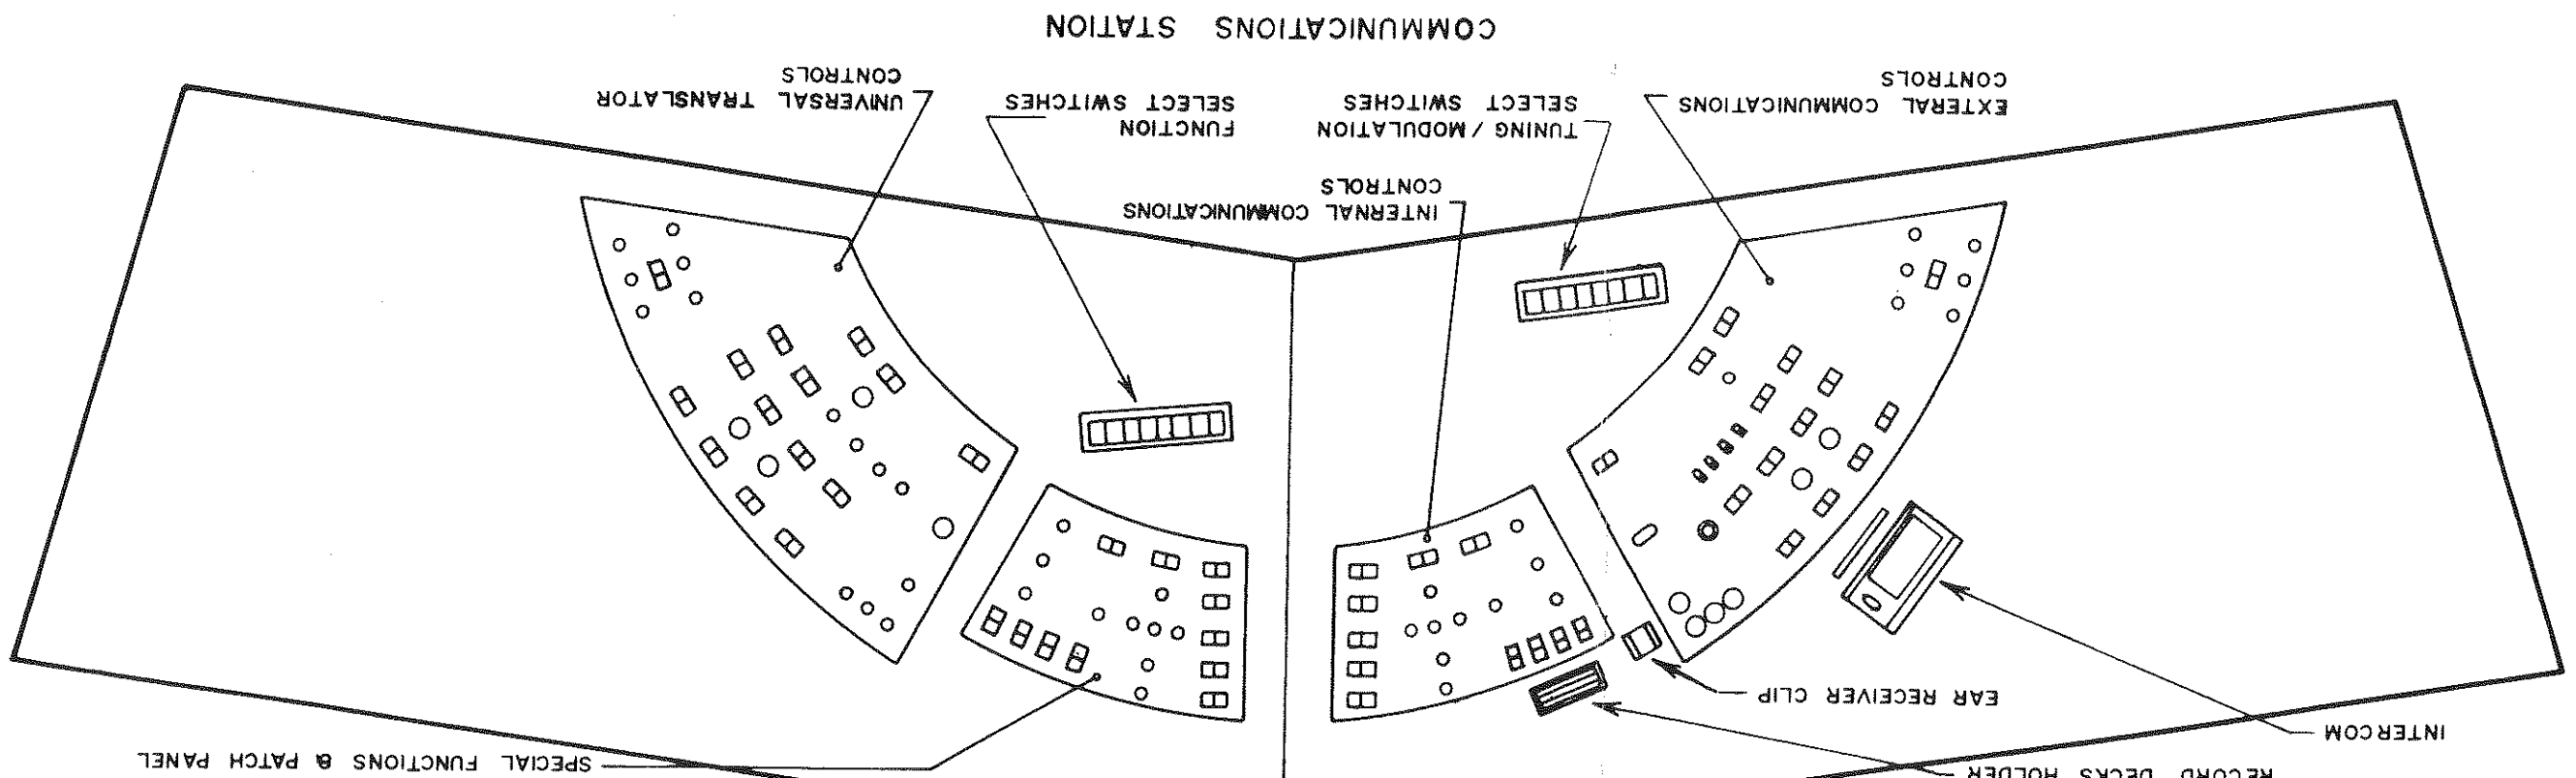 RECORD DECKS HOLDER
INTERCOM
SPECIAL FUNCTIONS & PATCH PANEL
EAR RECEIVER CLIP
INTERNAL COMMUNICATIONS
CONTROLS
EXTERAL COMMUNICATIONS
CONTROLS
TUNING / MODULATION
SELECT SWITCHES
FUNCTION
SELECT SWITCHES
UNIVERSAL TRANSLATOR
CONTROLS
COMMUNICATIONS STATION